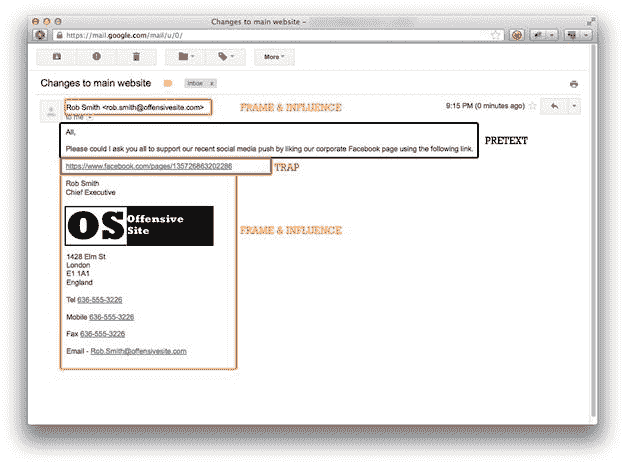 Changes to main website –
https://mail.google.com/mail/u/0/
More
Changes to main website Inbox x
Rob Smith <rob.smith@offensivesite.com> FRAME & INFLUENCE 9:15 PM (0 minutes ago)
to me
All,
Please could I ask you all to support our recent social media push by liking our corporate Facebook page using the following link.
PRETEXT
https://www.facebook.com/pages/135726863202286 TRAP
Rob Smith
Chief Executive
OS Offensive
Site
FRAME & INFLUENCE
1428 Elm St
London
E1 1A1
England
Tel 636-555-3226
Mobile 636-555-3226
Fax 636-555-3226
Email - Rob.Smith@offensivesite.com